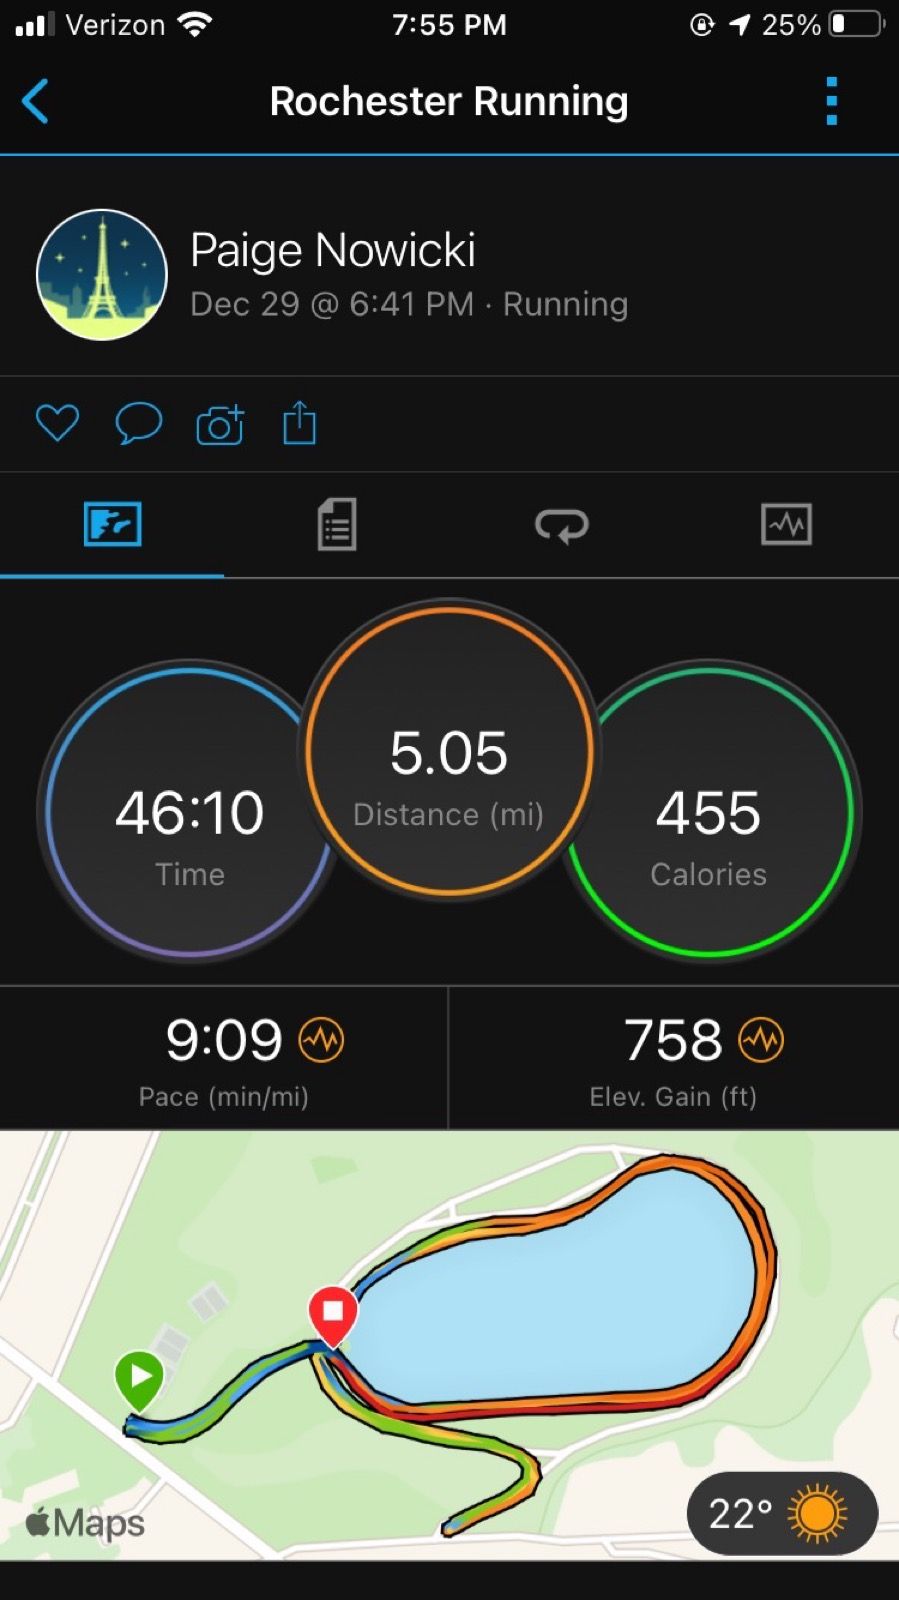 Verizon 7:55 PM 25%
Rochester Running
Paige Nowicki
Dec 29 @ 6:41 PM · Running
5.05
Distance (mi)
46:10
Time
455
Calories
9:09
Pace (min/mi)
758
Elev. Gain (ft)
Maps
22°